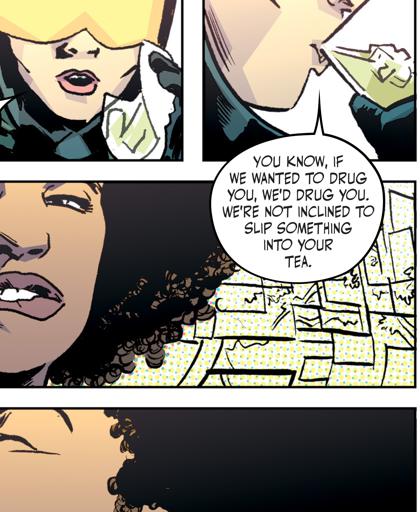 YOU KNOW, IF
WE WANTED TO DRUG
YOU, WE'D DRUG YOU.
WE'RE NOT INCLINED TO
SLIP SOMETHING
INTO YOUR
TEA.